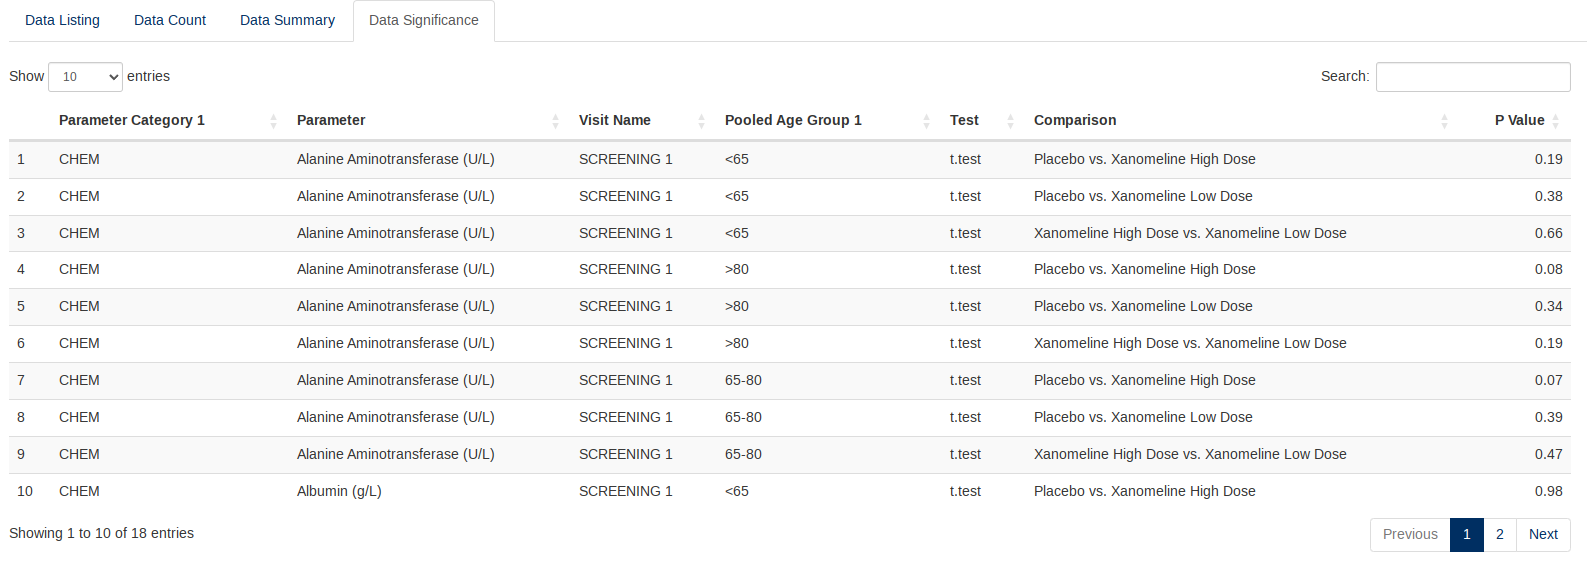 Data Listing Data Count Data Summary Data Significance
Show 10 entries Search:
Parameter Category 1 Parameter Visit Name Pooled Age Group 1 Test Comparison P Value
1 CHEM Alanine Aminotransferase (U/L) SCREENING 1 <65 t.test Placebo vs. Xanomeline High Dose 0.19
2 CHEM Alanine Aminotransferase (U/L) SCREENING 1 <65 t.test Placebo vs. Xanomeline Low Dose 0.38
3 CHEM Alanine Aminotransferase (U/L) SCREENING 1 <65 t.test Xanomeline High Dose vs. Xanomeline Low Dose 0.66
4 CHEM Alanine Aminotransferase (U/L) SCREENING 1 >80 t.test Placebo vs. Xanomeline High Dose 0.08
5 CHEM Alanine Aminotransferase (U/L) SCREENING 1 >80 t.test Placebo vs. Xanomeline Low Dose 0.34
6 CHEM Alanine Aminotransferase (U/L) SCREENING 1 >80 t.test Xanomeline High Dose vs. Xanomeline Low Dose 0.19
7 CHEM Alanine Aminotransferase (U/L) SCREENING 1 65-80 t.test Placebo vs. Xanomeline High Dose 0.07
8 CHEM Alanine Aminotransferase (U/L) SCREENING 1 65-80 t.test Placebo vs. Xanomeline Low Dose 0.39
9 CHEM Alanine Aminotransferase (U/L) SCREENING 1 65-80 t.test Xanomeline High Dose vs. Xanomeline Low Dose 0.47
10 CHEM Albumin (g/L) SCREENING 1 <65 t.test Placebo vs. Xanomeline High Dose 0.98
Showing 1 to 10 of 18 entries Previous 1 2 Next